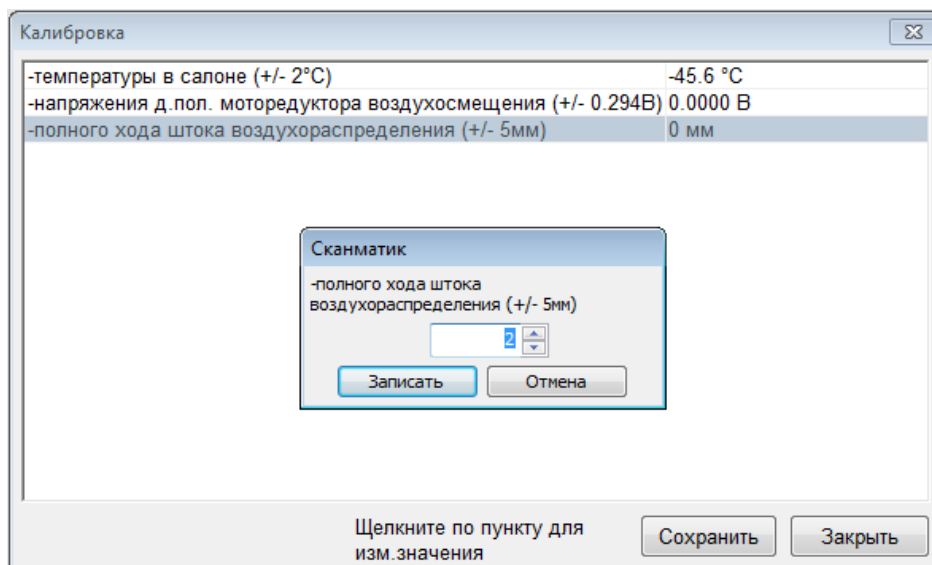 Калибровка
-температуры в салоне (+/- 2°C) -45.6 °C
-напряжения д.пол. моторедуктора воздухосмещения (+/- 0.294В) 0.0000 В
-полного хода штока воздухораспределения (+/- 5мм) 0 мм
Сканматик
-полного хода штока
воздухораспределения (+/- 5мм)
2
Записать Отмена
Щелкните по пункту для
изм.значения
Сохранить Закрыть